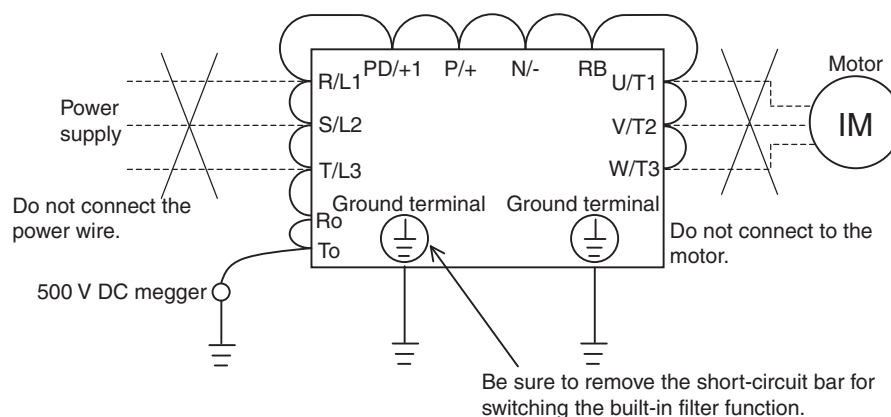 PD/+1 P/+ N/- RB
R/L1
U/T1
Motor
Power
supply
S/L2
V/T2
IM
T/L3
W/T3
Do not connect the
power wire.
Ground terminal
Ground terminal
Ro
To
Do not connect to the
motor.
500 V DC megger
Be sure to remove the short-circuit bar for
switching the built-in filter function.